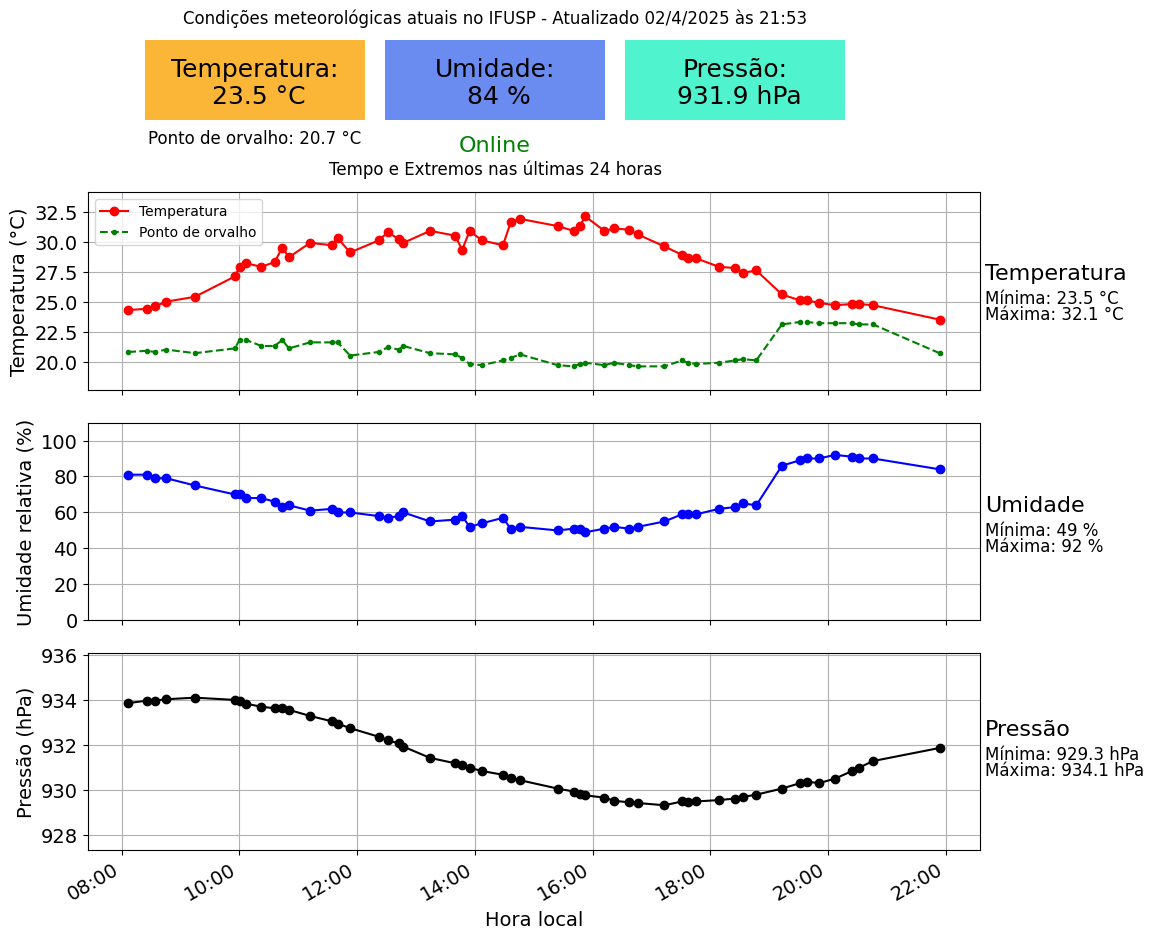 Condições meteorológicas atuais no IFUSP - Atualizado 02/4/2025 às 21:53
Temperatura:
23.5 °C
Umidade:
84 %
Pressão:
931.9 hPa
Ponto de orvalho: 20.7 °C
Online
Tempo e Extremos nas últimas 24 horas
Temperatura (°C)
32.5
30.0
27.5
25.0
22.5
20.0
Temperatura
Ponto de orvalho
Temperatura
Mínima: 23.5 °C
Máxima: 32.1 °C
Umidade relativa (%)
100
80
60
40
20
0
Umidade
Mínima: 49 %
Máxima: 92 %
Pressão (hPa)
936
934
932
930
928
Pressão
Mínima: 929.3 hPa
Máxima: 934.1 hPa
08:00
10:00
12:00
14:00
16:00
18:00
20:00
22:00
Hora local